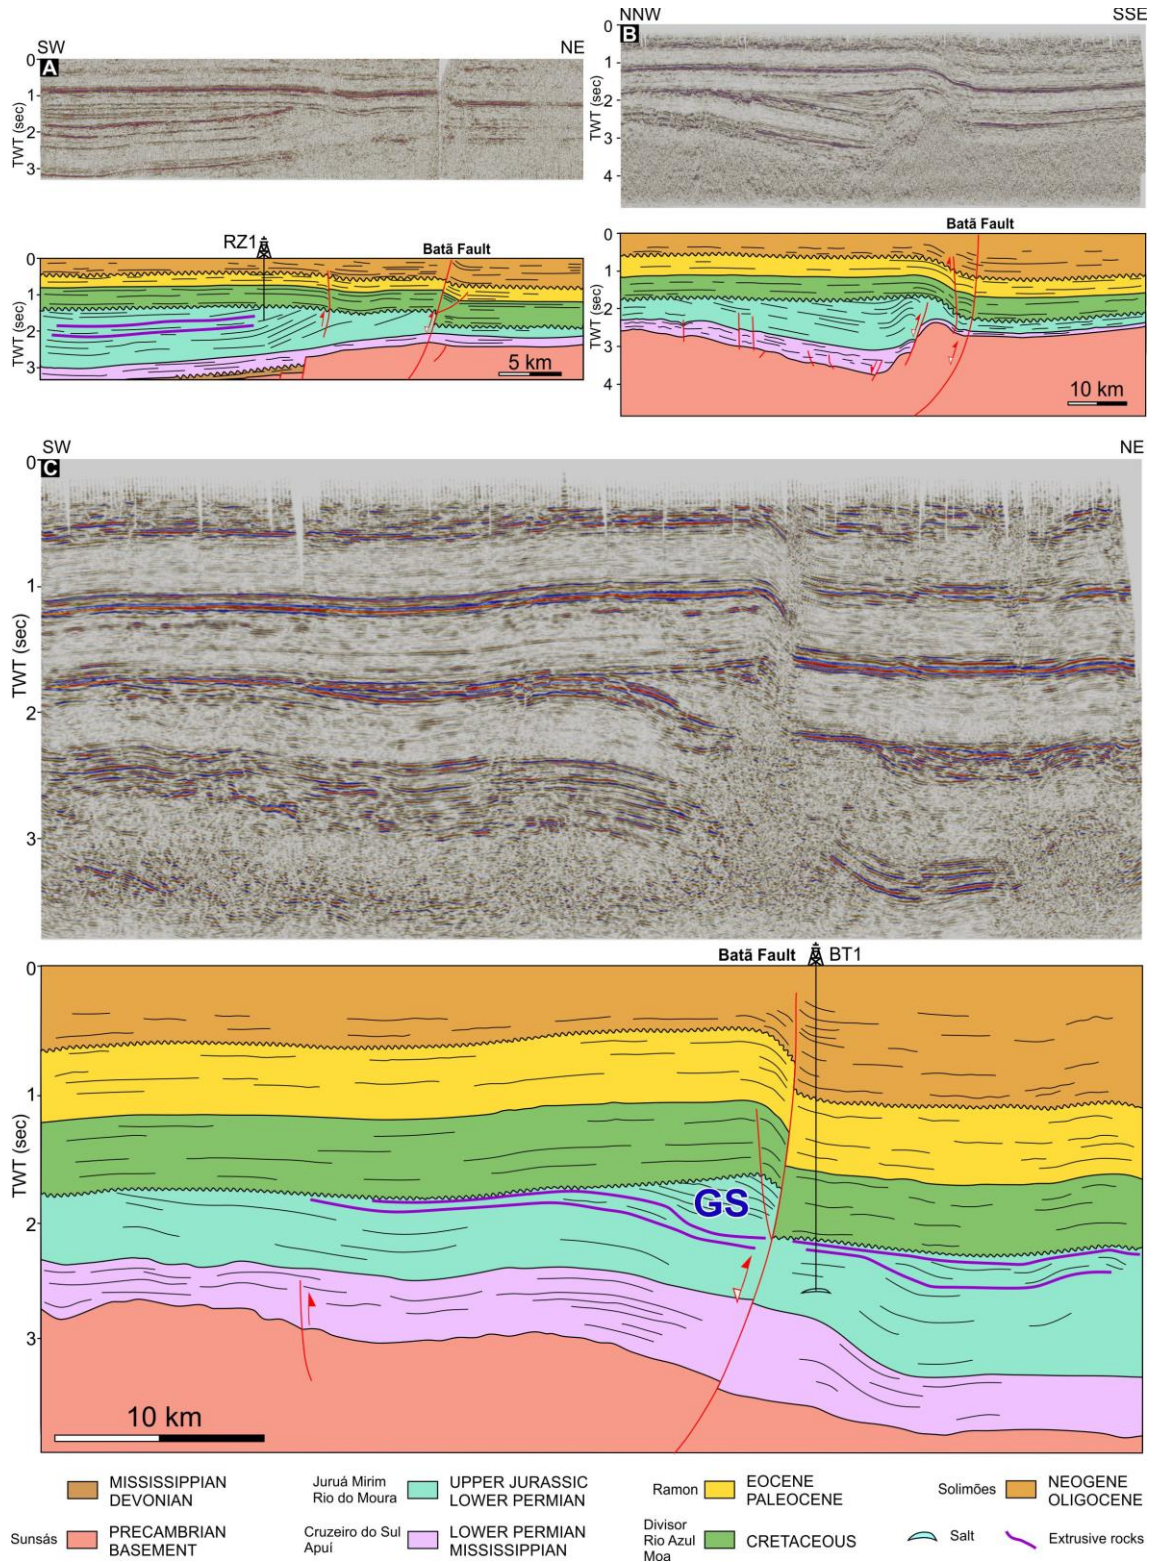 NNW SSE
SW NE
A
B
0
1
2
3
TWT (sec)
0
1
2
3
4
TWT (sec)
RZ1
Batã Fault
0
1
2
3
TWT (sec)
5 km
Batã Fault
0
1
2
3
4
TWT (sec)
10 km
SW NE
C
0
1
2
3
TWT (sec)
Batã Fault BT1
0
1
2
3
TWT (sec)
GS
10 km
MISSISSIPPIAN
DEVONIAN
Juruá Mirim
Rio do Moura
UPPER JURASSIC
LOWER PERMIAN
Ramon
EOCENE
PALEOCENE
Solimões
NEOGENE
OLIGOCENE
Sunsás
PRECAMBRIAN
BASEMENT
Cruzeiro do Sul
Apuí
LOWER PERMIAN
MISSISSIPPIAN
Divisor
Rio Azul
Moa
CRETACEOUS
Salt
Extrusive rocks